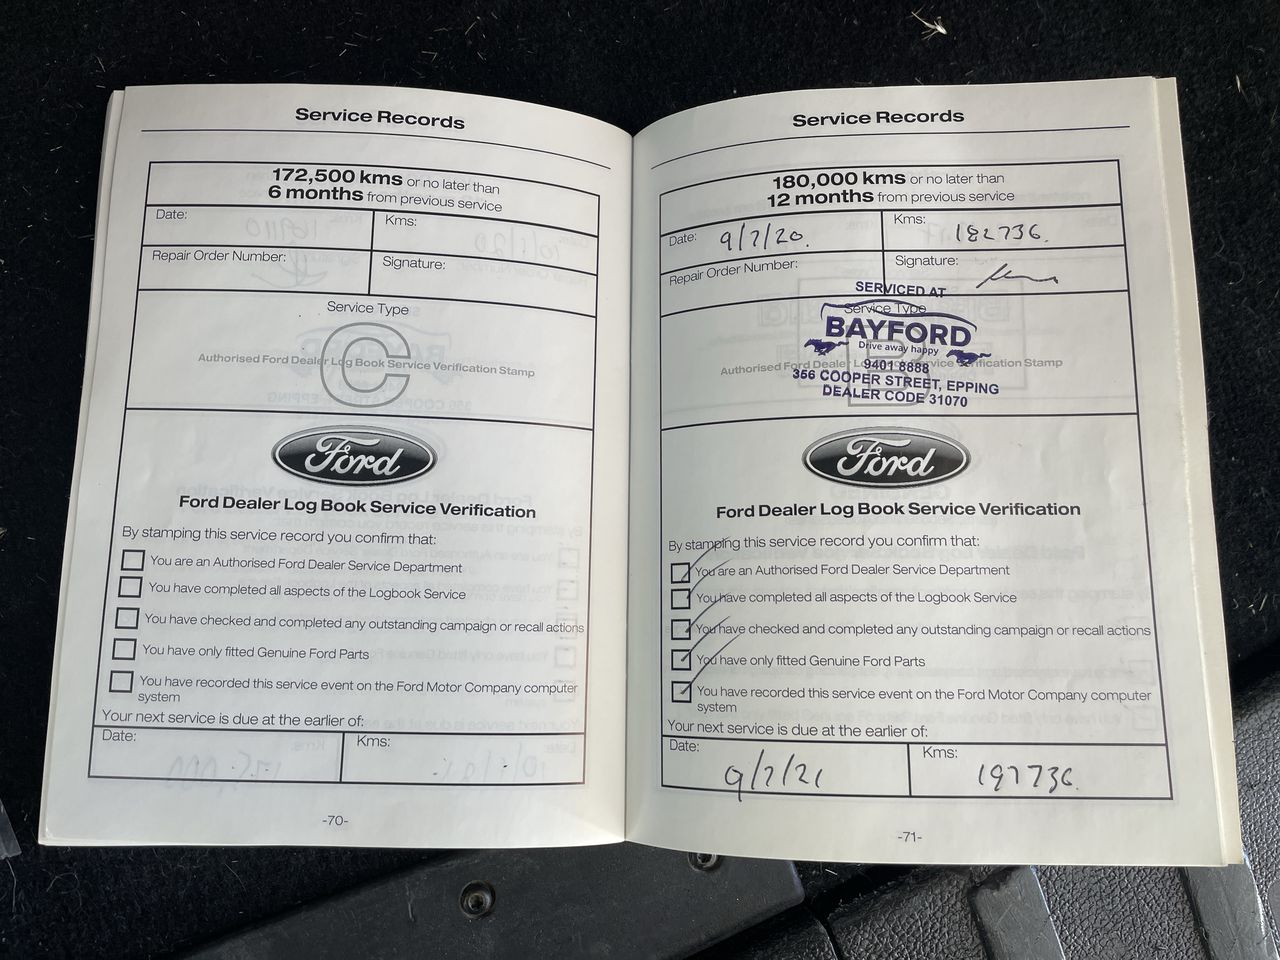 Service Records
172,500 kms or no later than
6 months from previous service
Date:
Kms:
Repair Order Number:
Signature:
Service Type
C
Authorised Ford Dealer Log Book Service Verification Stamp
Ford
Ford Dealer Log Book Service Verification
By stamping this service record you confirm that:
You are an Authorised Ford Dealer Service Department
You have completed all aspects of the Logbook Service
You have checked and completed any outstanding campaign or recall actions
You have only fitted Genuine Ford Parts
You have recorded this service event on the Ford Motor Company computer
system
Your next service is due at the earlier of:
Date:
Kms:
-70-
Service Records
180,000 kms or no later than
12 months from previous service
Date: 9/7/20.
Kms: 182736.
Repair Order Number:
Signature:
SERVICED AT
Service Type
BAYFORD
Drive away happy
B
Authorised Ford Dealer Log Book Service Verification Stamp
9401 8888
356 COOPER STREET, EPPING
DEALER CODE 31070
Ford
Ford Dealer Log Book Service Verification
By stamping this service record you confirm that:
You are an Authorised Ford Dealer Service Department
You have completed all aspects of the Logbook Service
You have checked and completed any outstanding campaign or recall actions
You have only fitted Genuine Ford Parts
You have recorded this service event on the Ford Motor Company computer
system
Your next service is due at the earlier of:
Date: 9/7/21
Kms: 197736.
-71-